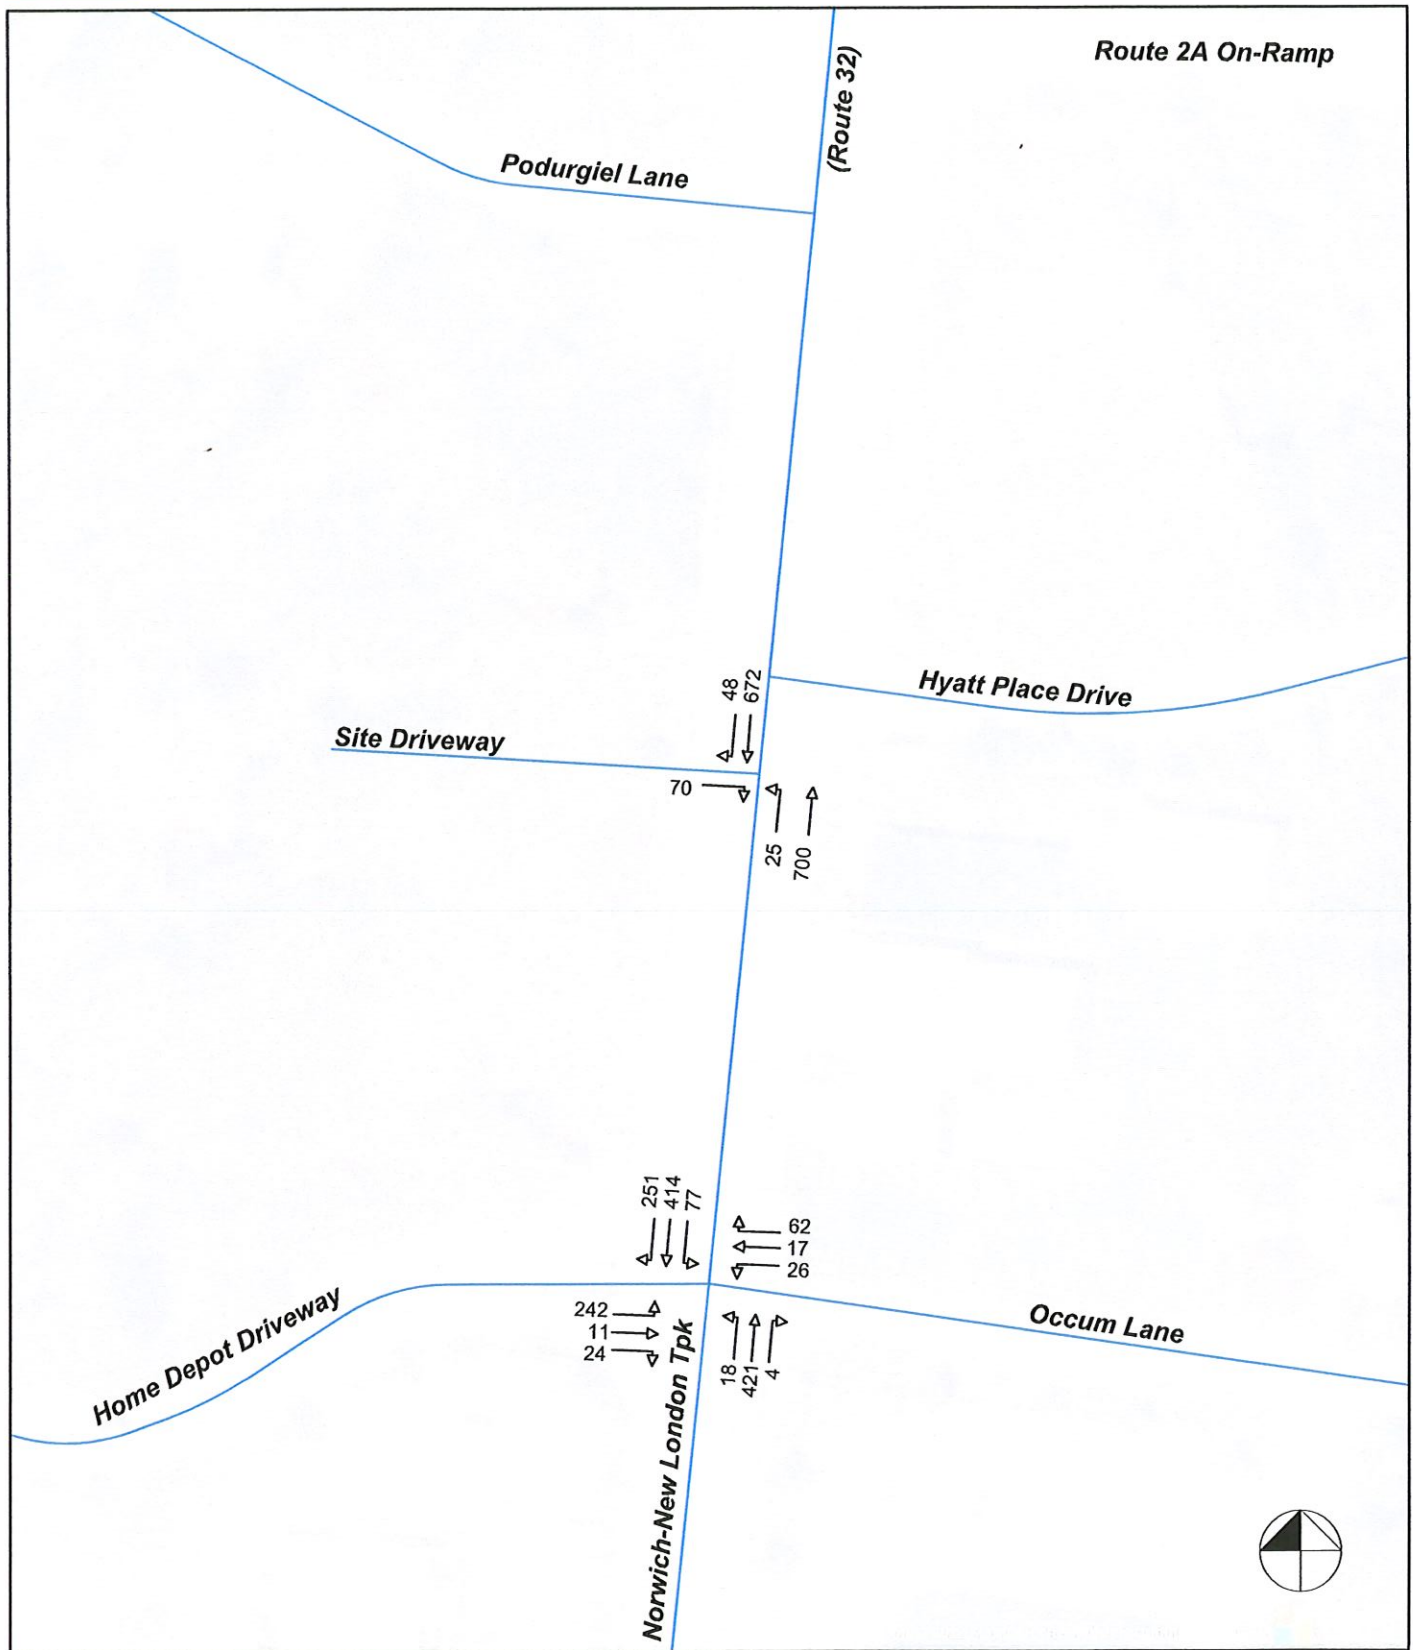 Route 2A On-Ramp
(Route 32)
Podurgiel Lane
48
672
Hyatt Place Drive
Site Driveway
70
25
700
251
414
77
62
17
26
242
11
24
18
421
4
Home Depot Driveway
Occum Lane
Norwich-New London Tpk